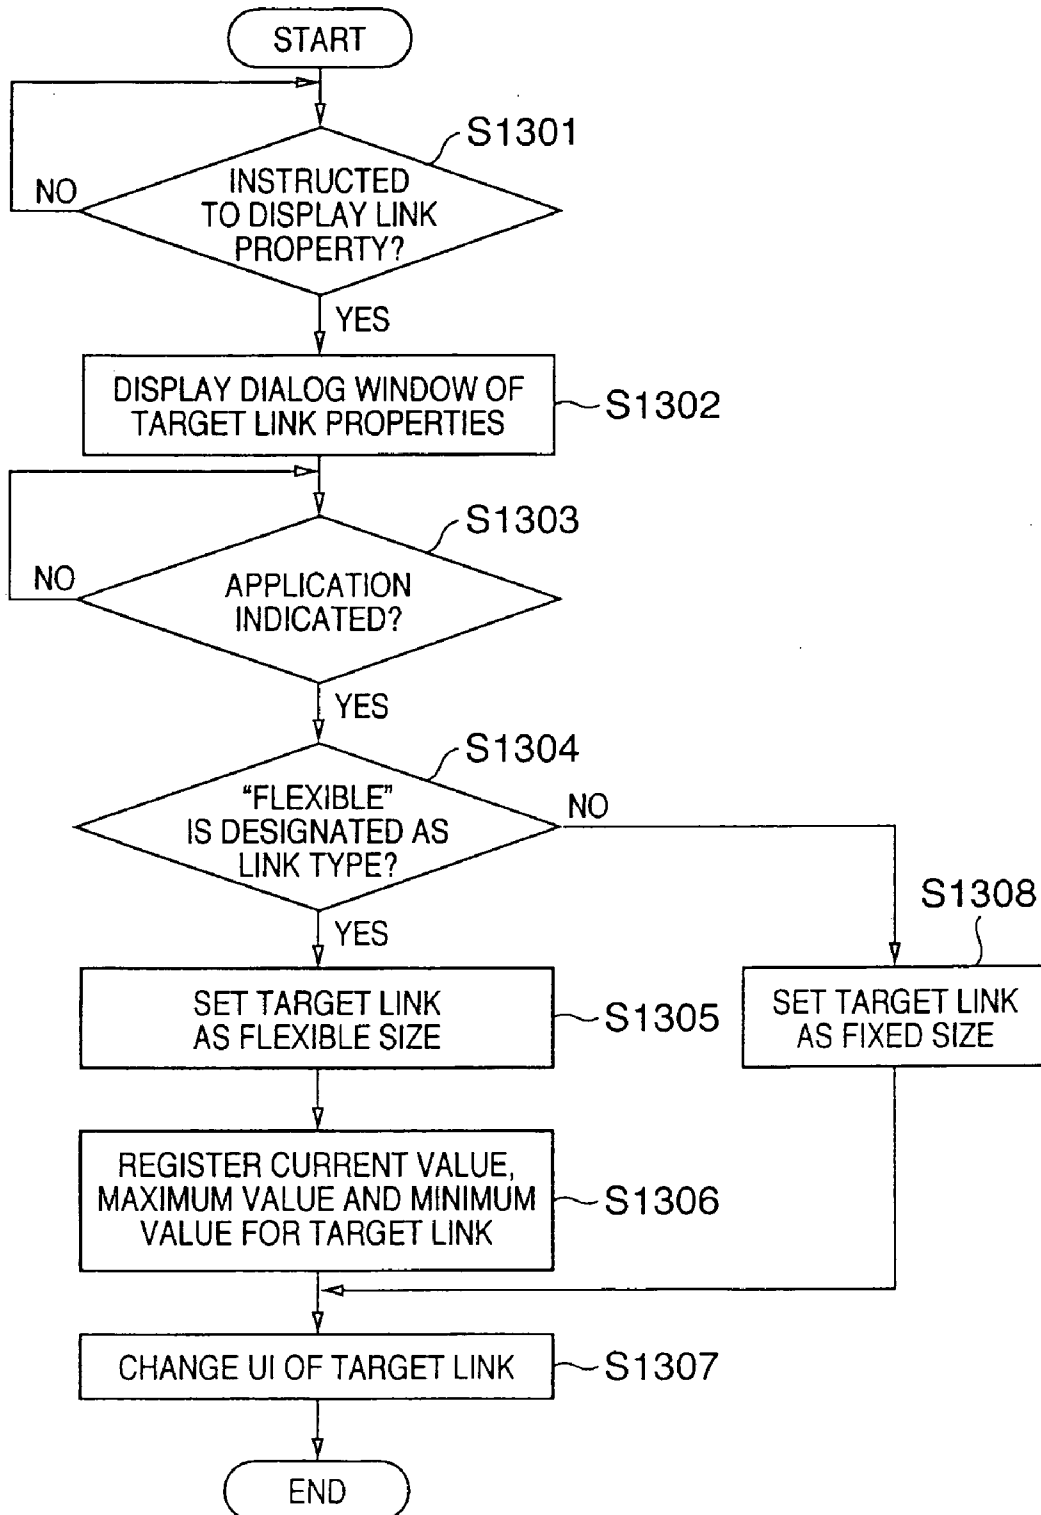 START
S1301
NO
INSTRUCTED
TO DISPLAY LINK
PROPERTY?
YES
DISPLAY DIALOG WINDOW OF
TARGET LINK PROPERTIES
S1302
S1303
NO
APPLICATION
INDICATED?
YES
S1304
"FLEXIBLE"
IS DESIGNATED AS
LINK TYPE?
NO
YES
S1308
SET TARGET LINK
AS FLEXIBLE SIZE
S1305
SET TARGET LINK
AS FIXED SIZE
REGISTER CURRENT VALUE,
MAXIMUM VALUE AND MINIMUM
VALUE FOR TARGET LINK
S1306
CHANGE UI OF TARGET LINK
S1307
END